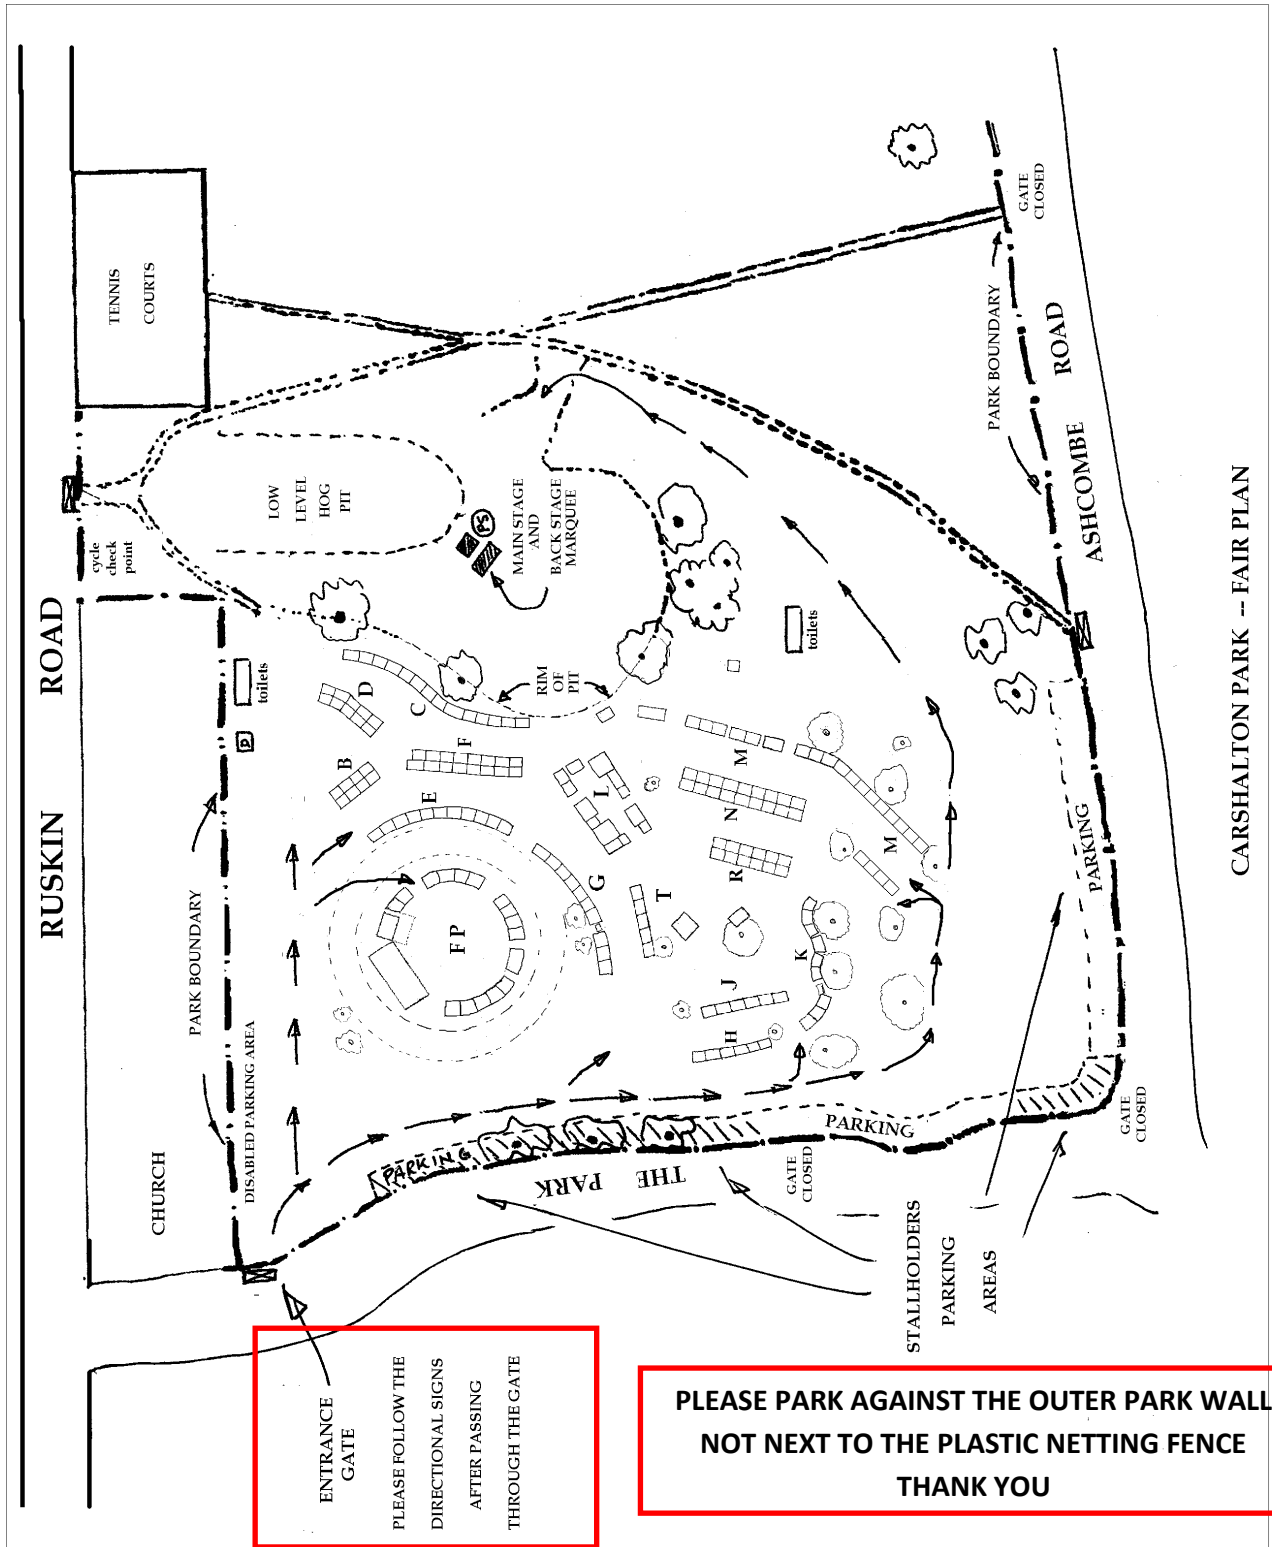 RUSKIN ROAD
TENNIS
COURTS
cycle
check
point
LOW
LEVEL
HOG
PIT
PS
MAIN STAGE
AND
BACK STAGE
MARQUEE
GATE
CLOSED
PARK BOUNDARY
ASHCOMBE ROAD
CARSHALTON PARK -- FAIR PLAN
toilets
P
toilets
RIM
OF
PIT
D
C
B
F
E
L
M
N
G
R
M
T
F P
K
J
H
PARK BOUNDARY
DISABLED PARKING AREA
CHURCH
PARKING
PARKING
PARKING
THE PARK
GATE
CLOSED
GATE
CLOSED
STALLHOLDERS
PARKING
AREAS
ENTRANCE
GATE
PLEASE FOLLOW THE
DIRECTIONAL SIGNS
AFTER PASSING
THROUGH THE GATE
PLEASE PARK AGAINST THE OUTER PARK WALL
NOT NEXT TO THE PLASTIC NETTING FENCE
THANK YOU